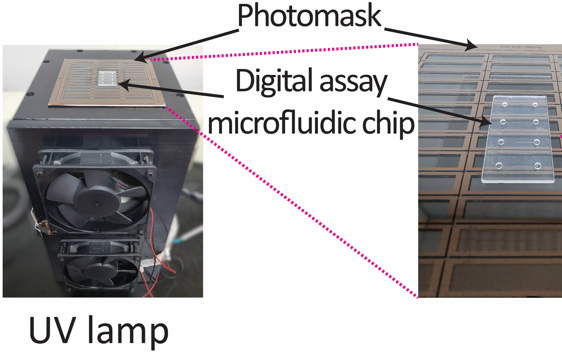 Photomask
Digital assay
microfluidic chip
UV lamp